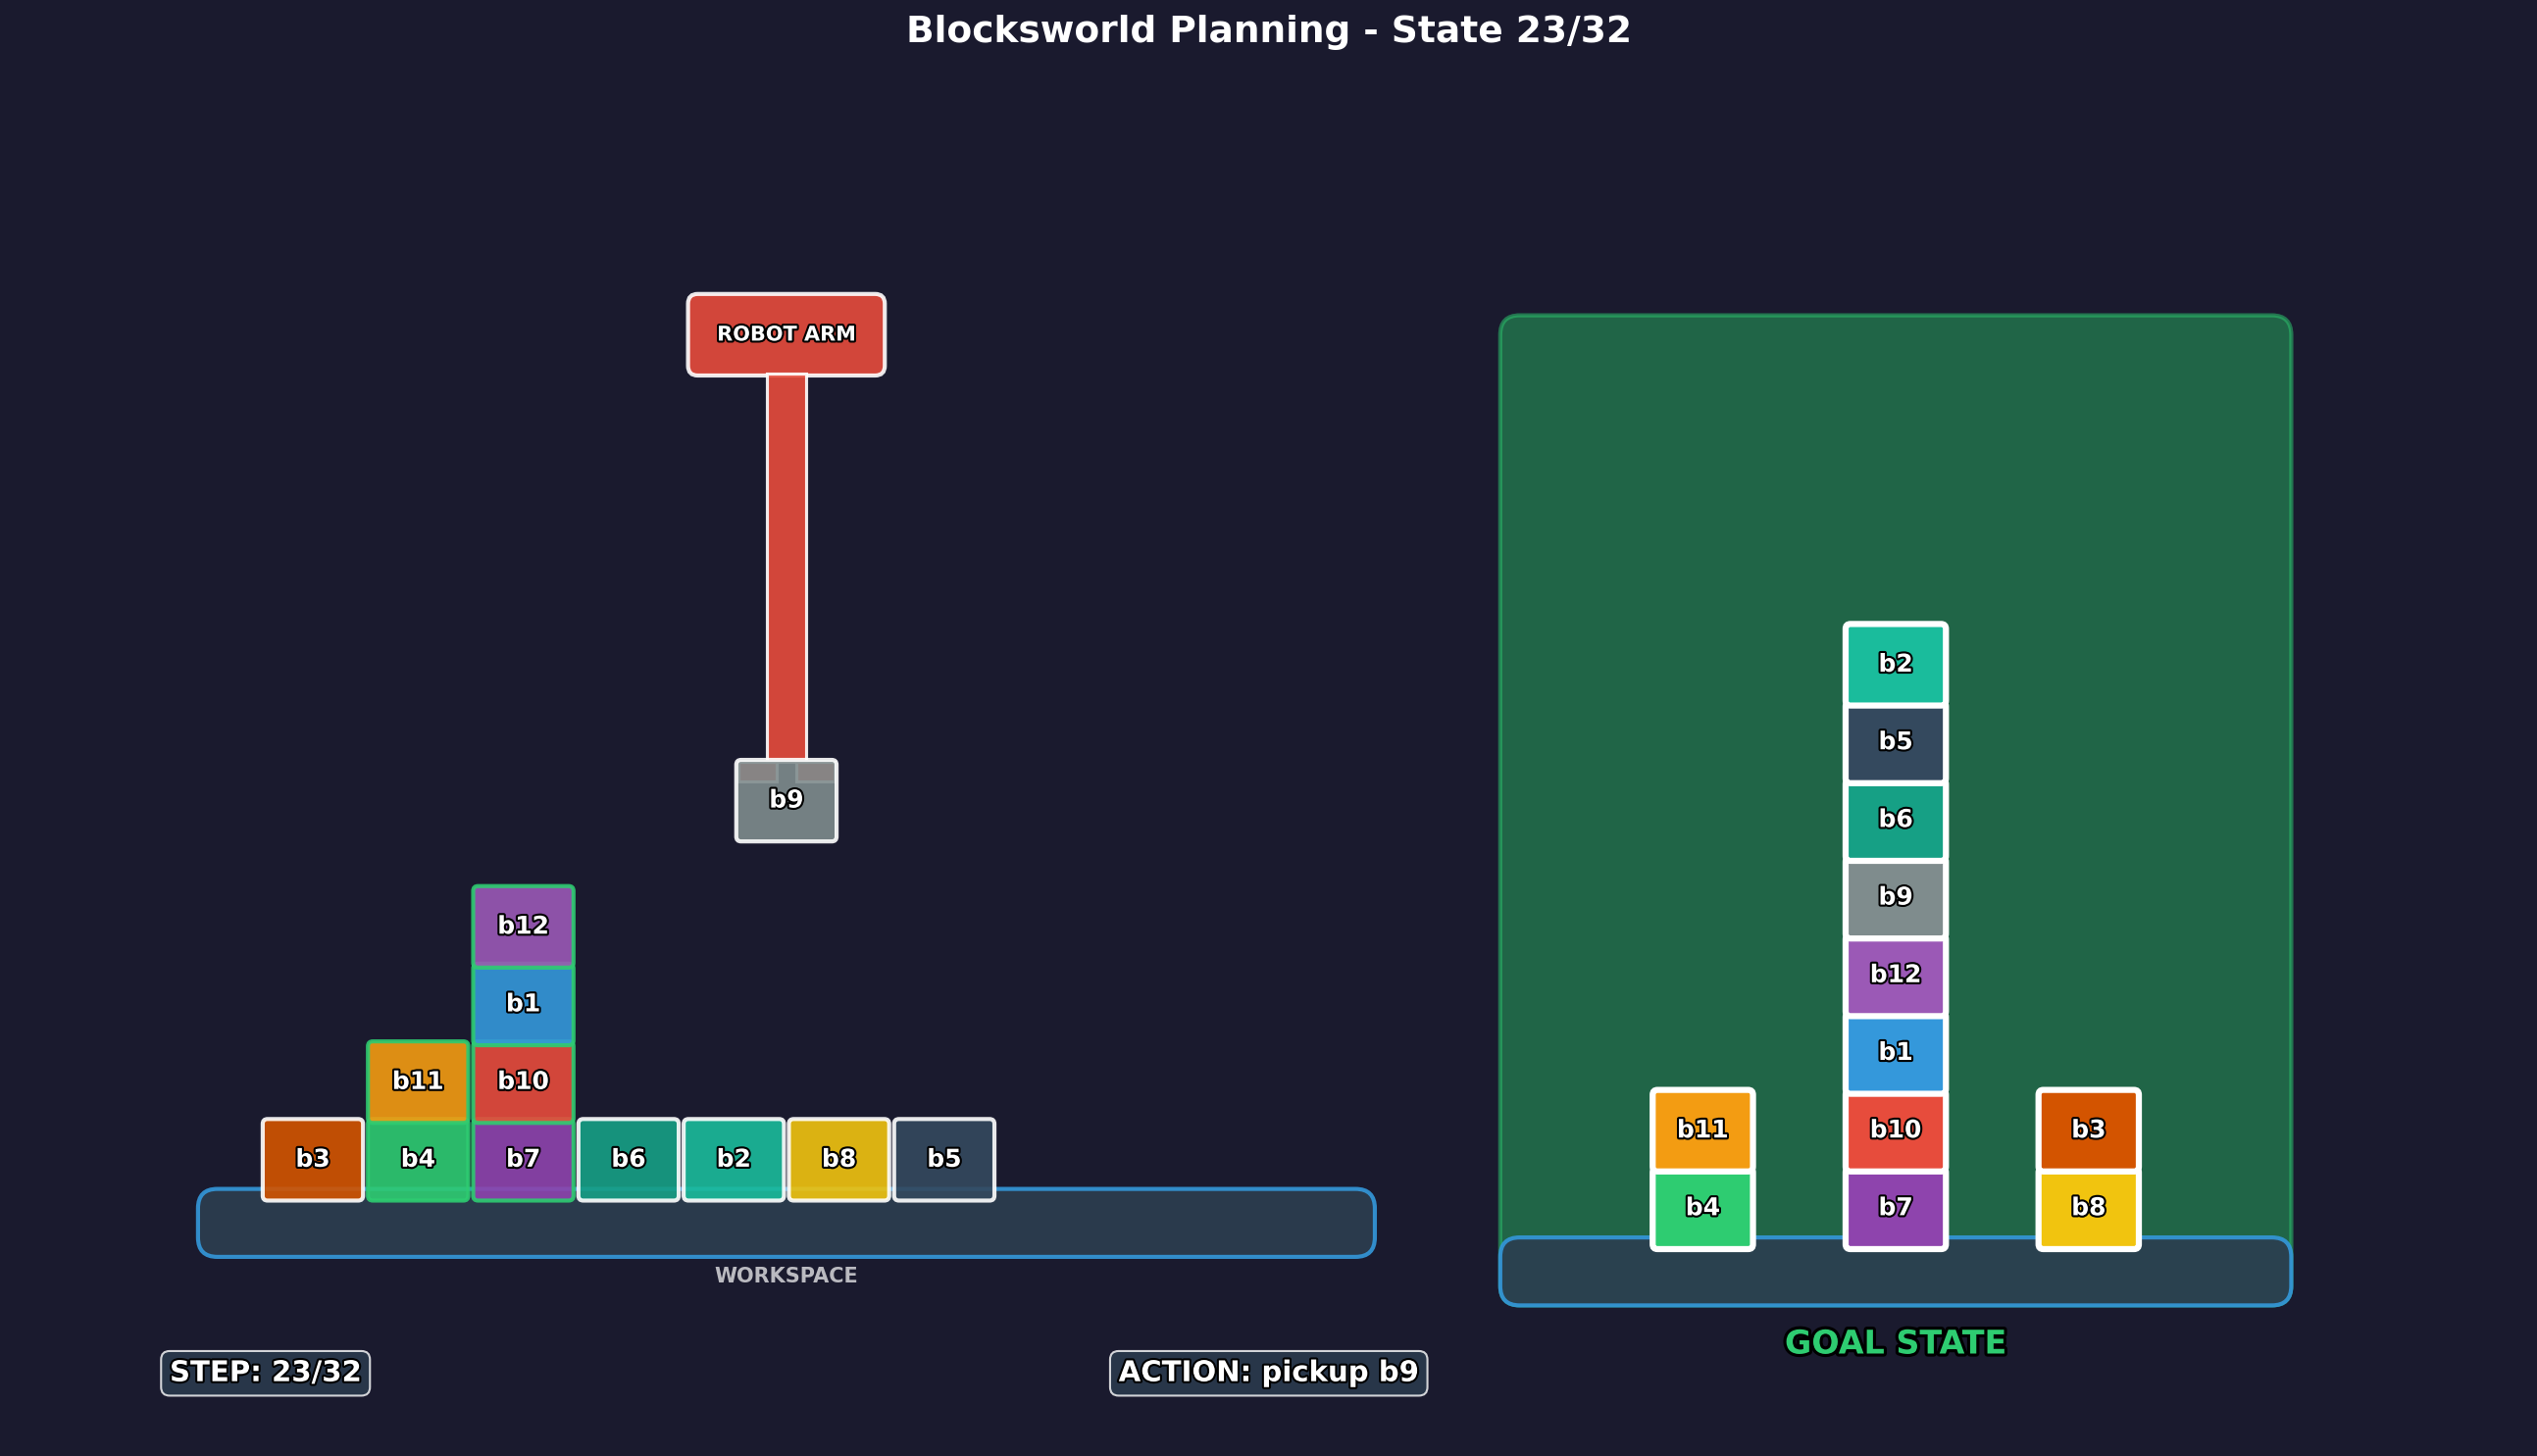 Blocksworld Planning - State 23/32
ROBOT ARM
b9
b12
b1
b11
b10
b3
b4
b7
b6
b2
b8
b5
WORKSPACE
b2
b5
b6
b9
b12
b1
b11
b10
b3
b4
b7
b8
GOAL STATE
STEP: 23/32
ACTION: pickup b9